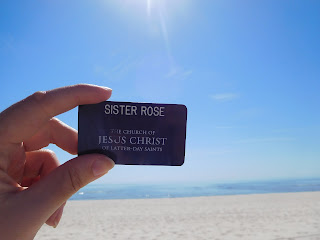 SISTER ROSE
THE CHURCH OF
JESUS CHRIST
OF LATTER-DAY SAINTS